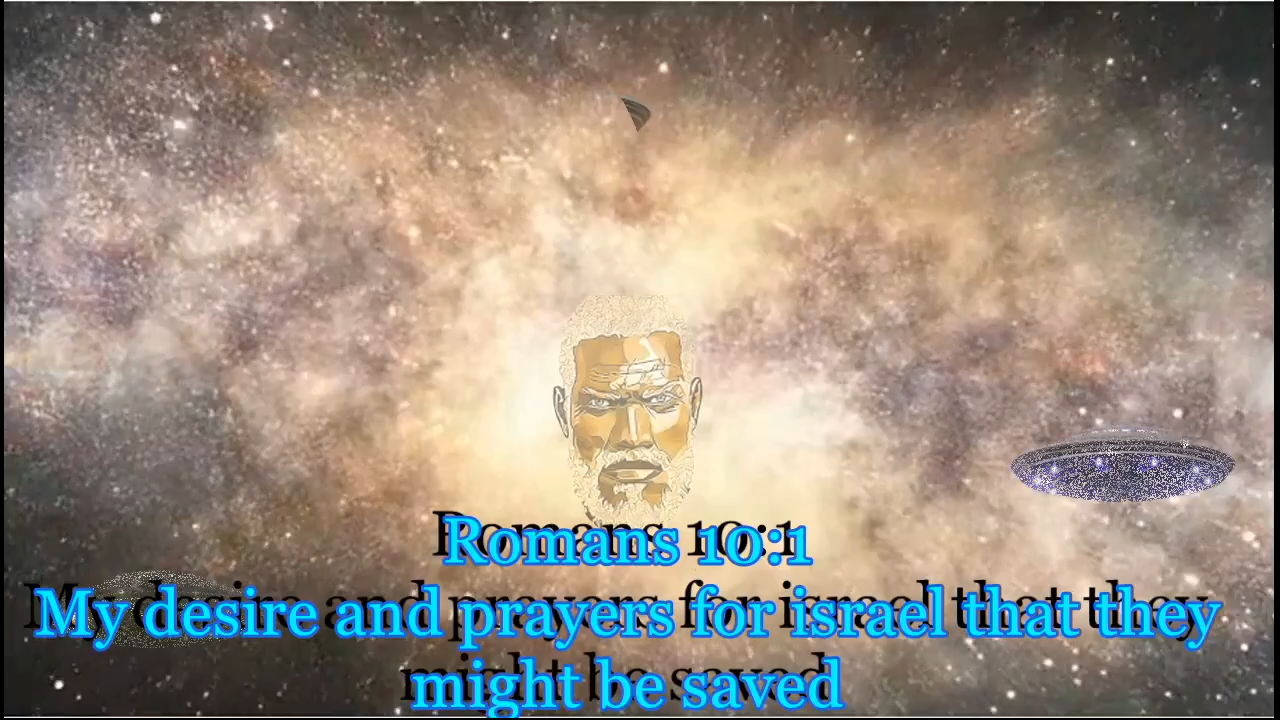 Romans 10:1
My desire and prayers for israel that they
might be saved